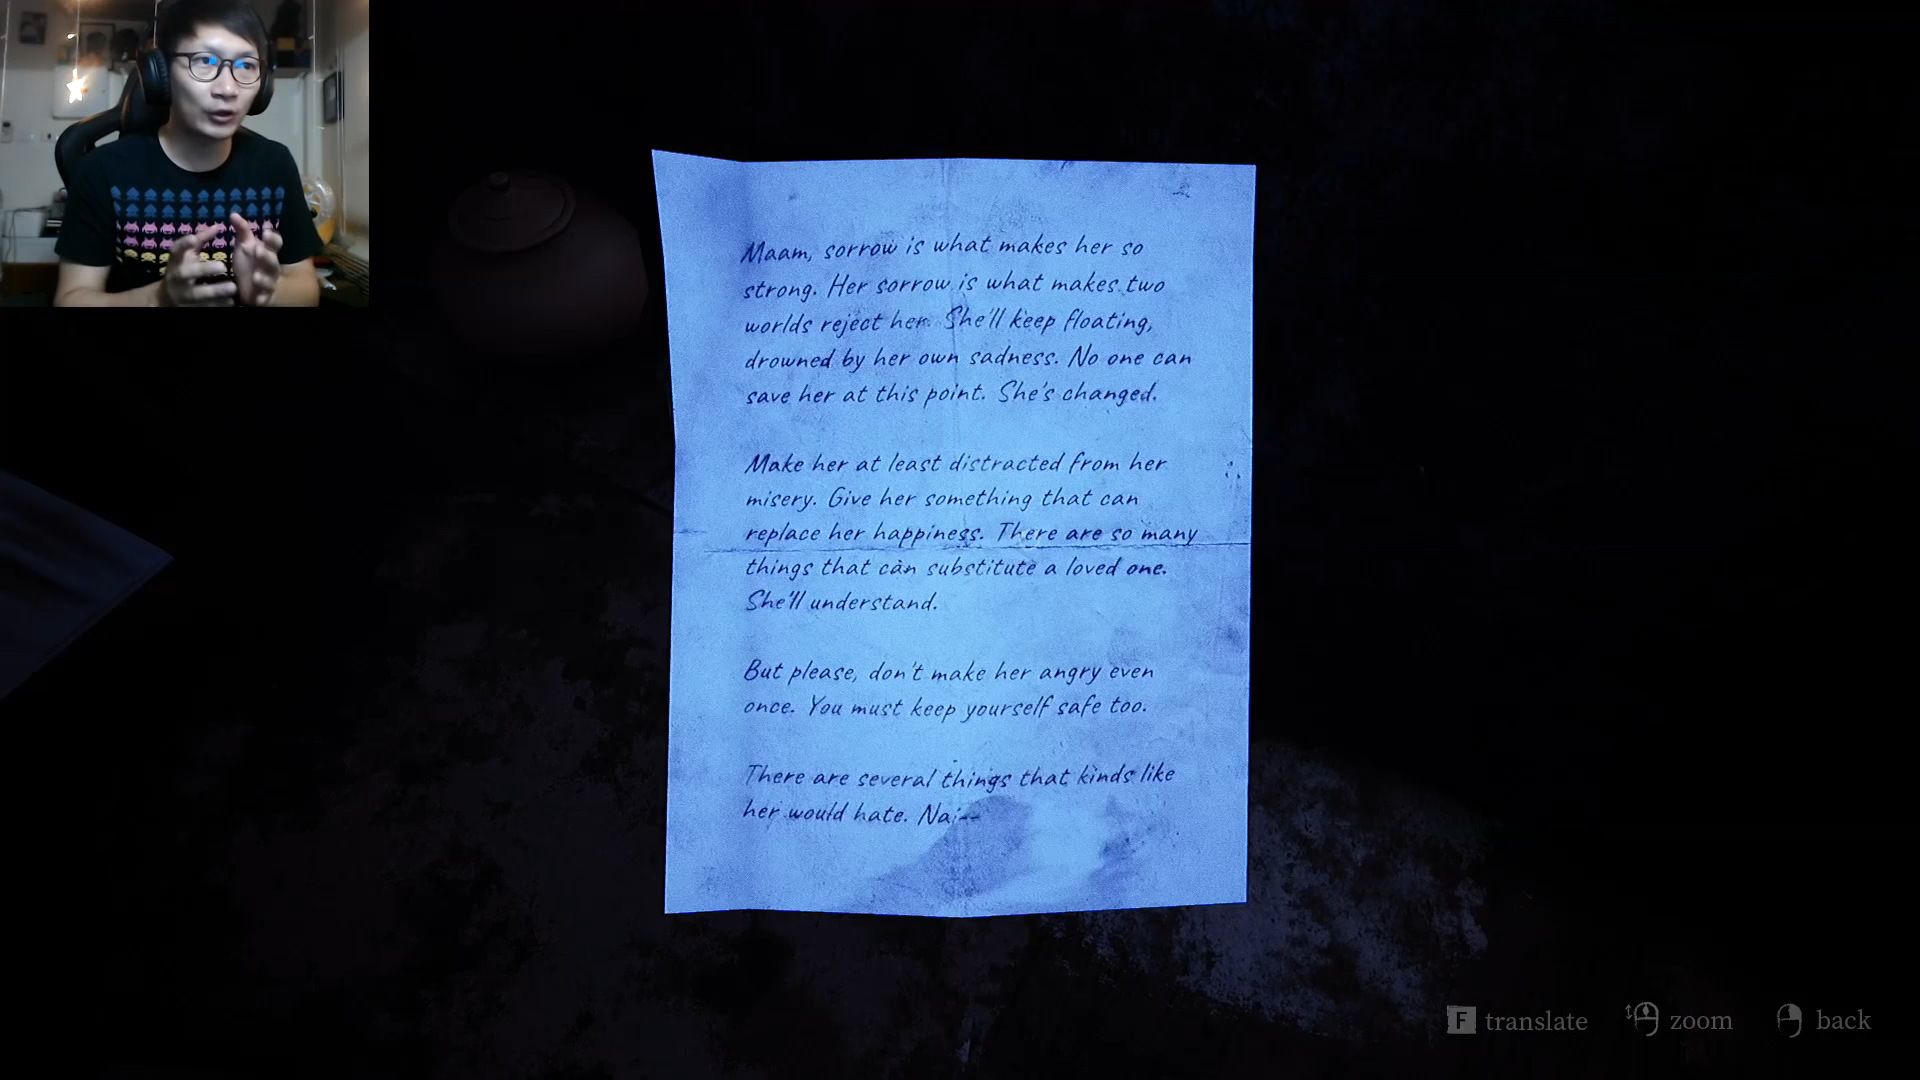 Maam, sorrow is what makes her so
strong. Her sorrow is what makes two
worlds reject her. She'll keep floating,
drowned by her own sadness. No one can
save her at this point. She's changed.
Make her at least distracted from her
misery. Give her something that can
replace her happiness. There are so many
things that can substitute a loved one.
She'll understand.
But please, don't make her angry even
once. You must keep yourself safe too.
There are several things that kinds like
her would hate. Nai--
F translate
zoom
back